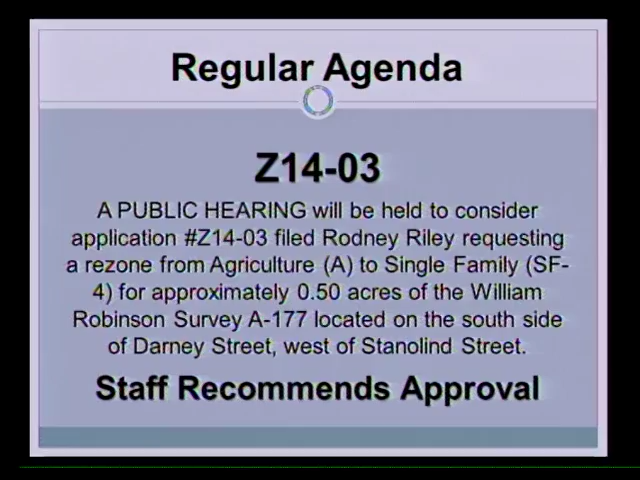 Regular Agenda
Z14-03
A PUBLIC HEARING will be held to consider
application #Z14-03 filed Rodney Riley requesting
a rezone from Agriculture (A) to Single Family (SF-
4) for approximately 0.50 acres of the William
Robinson Survey A-177 located on the south side
of Darney Street, west of Stanolind Street.
Staff Recommends Approval